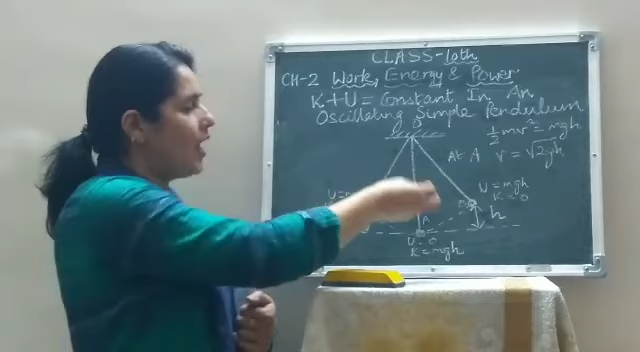 CLASS-10th
CH-2 Work, Energy & Power
K+U = Constant In An
Oscillating Simple Pendulum
½mv² = mgh
At A v = √2gh
U = mgh
K = 0
h
A
U = 0
K = mgh